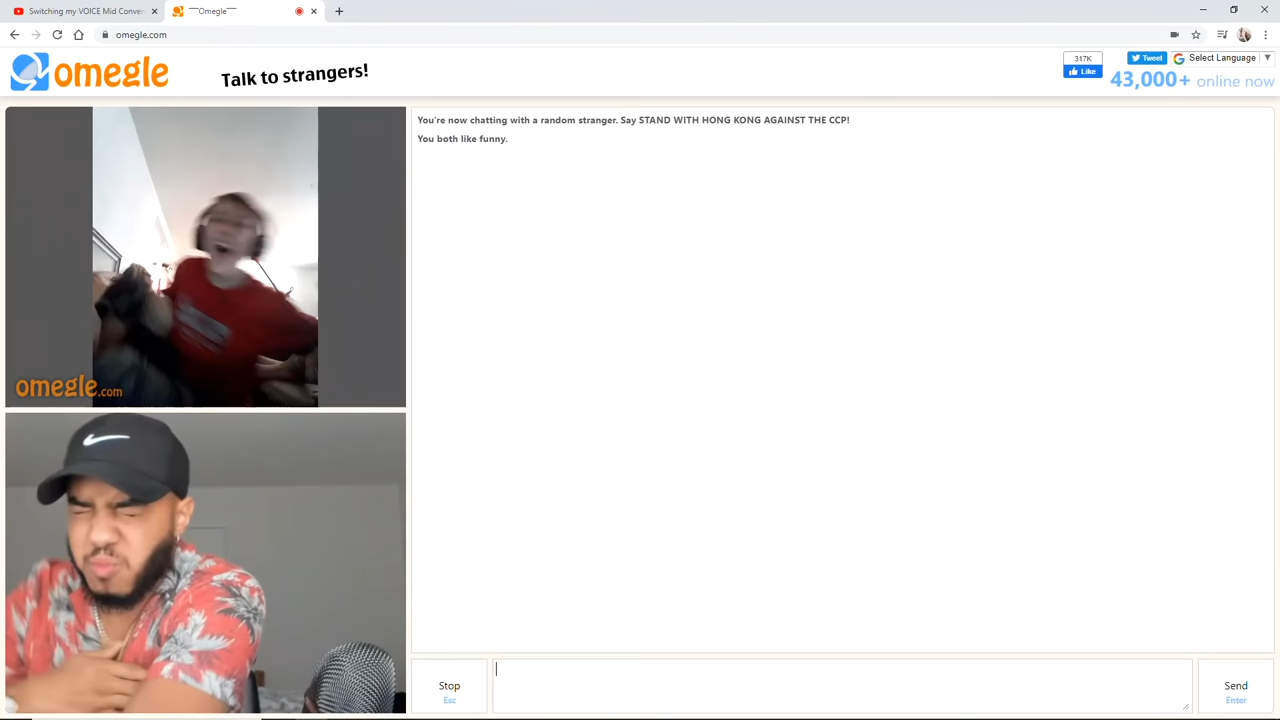 Switching my VOICE Mid Conver
Omegle
omegle.com
omegle
Talk to strangers!
317K
Like
Tweet
Select Language
43,000+ online now
You're now chatting with a random stranger. Say STAND WITH HONG KONG AGAINST THE CCP!
You both like funny.
omegle.com
Stop
Esc
Send
Enter